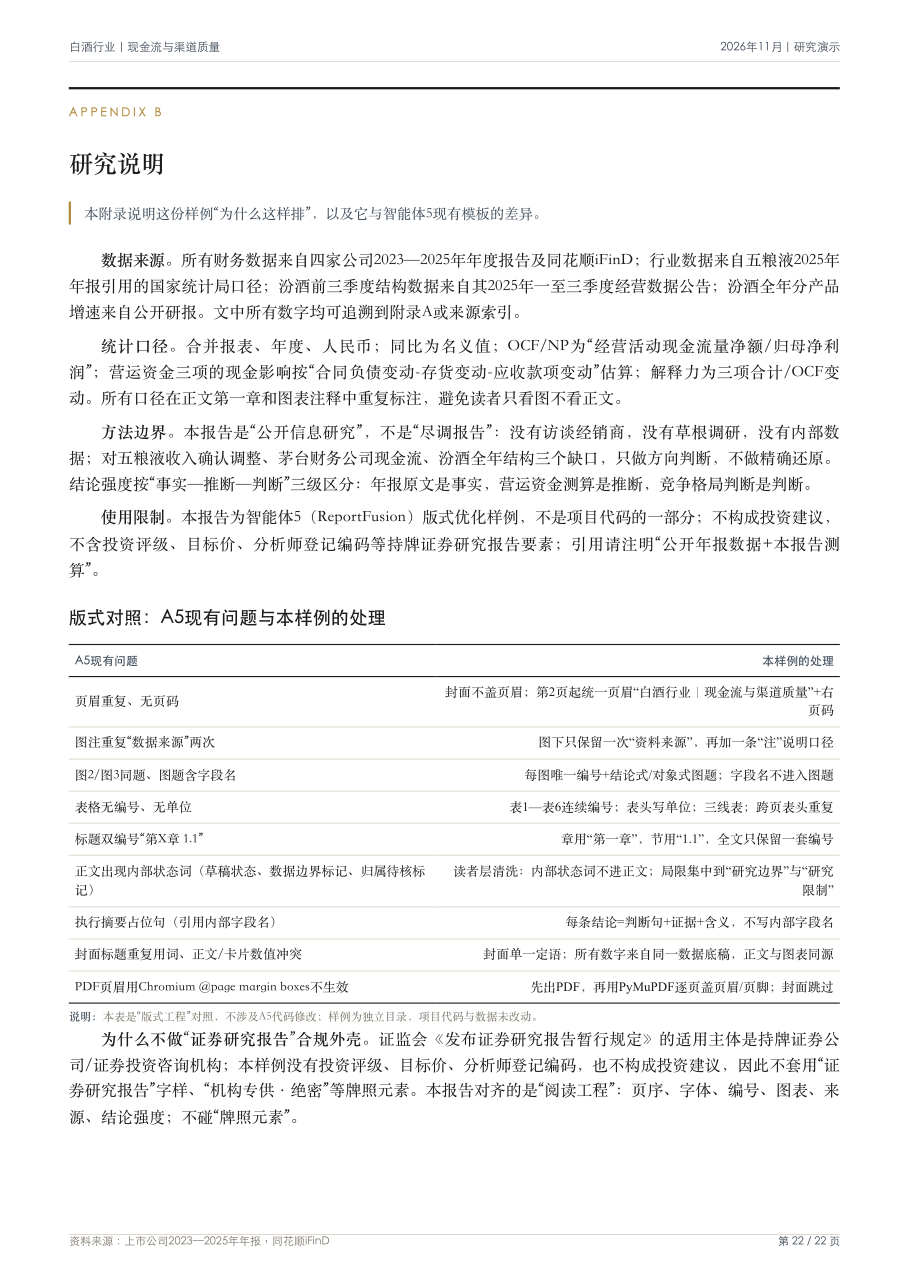 白酒行业 | 现金流与渠道质量
2026年11月 | 研究演示
APPENDIX B
研究说明
本附录说明这份样例“为什么这样排”，以及它与智能体5现有模板的差异。
数据来源。所有财务数据来自四家公司2023—2025年年度报告及同花顺iFinD；行业数据来自五粮液2025年
年报引用的国家统计局口径；汾酒前三季度结构数据来自其2025年一至三季度经营数据公告；汾酒全年分产品
增速来自公开研报。文中所有数字均可追溯到附录A或来源索引。
统计口径。合并报表、年度、人民币；同比为名义值；OCF/NP为“经营活动现金流量净额/归母净利
润”；营运资金三项的现金影响按“合同负债变动-存货变动-应收款项变动”估算；解释力为三项合计/OCF变
动。所有口径在正文第一章和图表注释中重复标注，避免读者只看图不看正文。
方法边界。本报告是“公开信息研究”，不是“尽调报告”：没有访谈经销商，没有草根调研，没有内部数
据；对五粮液收入确认调整、茅台财务公司现金流、汾酒全年结构三个缺口，只做方向判断，不做精确还原。
结论强度按“事实—推断—判断”三级区分：年报原文是事实，营运资金测算是推断，竞争格局判断是判断。
使用限制。本报告为智能体5（ReportFusion）版式优化样例，不是项目代码的一部分；不构成投资建议，
不含投资评级、目标价、分析师登记编码等持牌证券研究报告要素；引用请注明“公开年报数据+本报告测
算”。
版式对照：A5现有问题与本样例的处理
A5现有问题
本样例的处理
页眉重复、无页码
封面不盖页眉；第2页起统一页眉“白酒行业 | 现金流与渠道质量”+右
页码
图注重复“数据来源”两次
图下只保留一次“资料来源”，再加一条“注”说明口径
图2/图3同题、图题含字段名
每图唯一编号+结论式/对象式图题；字段名不进入图题
表格无编号、无单位
表1—表6连续编号；表头写单位；三线表；跨页表头重复
标题双编号“第X章 1.1”
章用“第一章”，节用“1.1”，全文只保留一套编号
正文出现内部状态词（草稿状态、数据边界标记、归属待核标
记）
读者层清洗：内部状态词不进正文；局限集中到“研究边界”与“研究
限制”
执行摘要占位句（引用内部字段名）
每条结论=判断句+证据+含义，不写内部字段名
封面标题重复用词、正文/卡片数值冲突
封面单一定语；所有数字来自同一数据底稿，正文与图表同源
PDF页眉用Chromium @page margin boxes不生效
先出PDF，再用PyMuPDF逐页盖页眉/页脚；封面跳过
说明：本表是“版式工程”对照，不涉及A5代码修改；样例为独立目录，项目代码与数据未改动。
为什么不做“证券研究报告”合规外壳。证监会《发布证券研究报告暂行规定》的适用主体是持牌证券公
司/证券投资咨询机构；本样例没有投资评级、目标价、分析师登记编码，也不构成投资建议，因此不套用“证
券研究报告”字样、“机构专供 · 绝密”等牌照元素。本报告对齐的是“阅读工程”：页序、字体、编号、图表、来
源、结论强度；不碰“牌照元素”。
资料来源：上市公司2023—2025年年报 · 同花顺iFinD
第 22 / 22 页